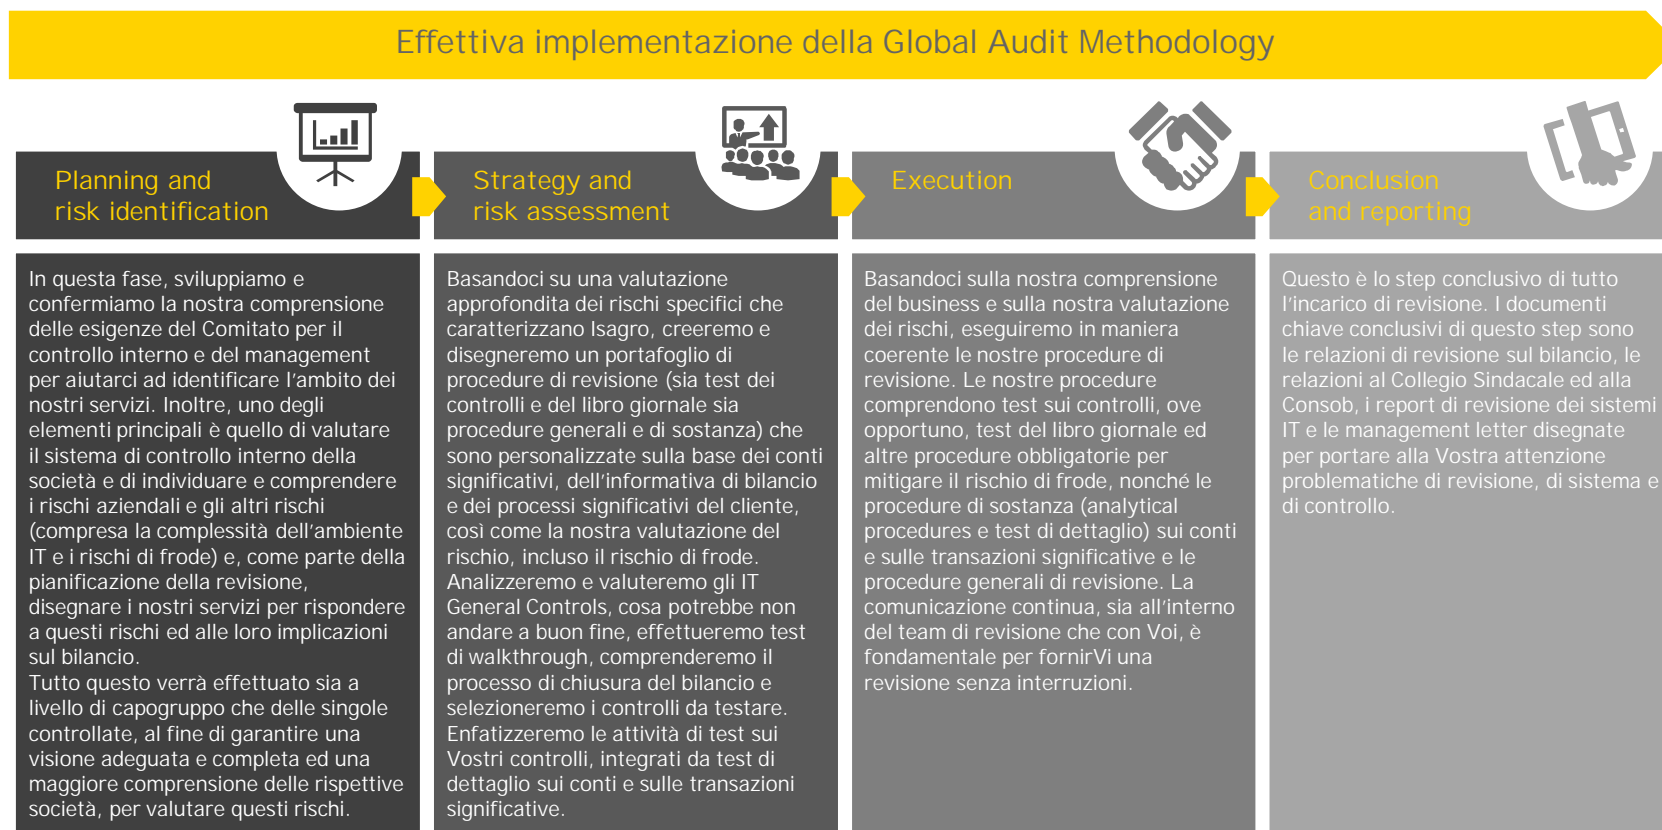 Effettiva implementazione della Global Audit Methodology
Planning and
risk identification
In questa fase, sviluppiamo e
confermiamo la nostra comprensione
delle esigenze del Comitato per il
controllo interno e del management
per aiutarci ad identificare l'ambito dei
nostri servizi. Inoltre, uno degli
elementi principali è quello di valutare
il sistema di controllo interno della
società e di individuare e comprendere
i rischi aziendali e gli altri rischi
(compresa la complessità dell'ambiente
IT e i rischi di frode) e, come parte della
pianificazione della revisione,
disegnare i nostri servizi per rispondere
a questi rischi ed alle loro implicazioni
sul bilancio.
Tutto questo verrà effettuato sia a
livello di capogruppo che delle singole
controllate, al fine di garantire una
visione adeguata e completa ed una
maggiore comprensione delle rispettive
società, per valutare questi rischi.
Strategy and
risk assessment
Basandoci su una valutazione
approfondita dei rischi specifici che
caratterizzano Isagro, creeremo e
disegneremo un portafoglio di
procedure di revisione (sia test dei
controlli e del libro giornale sia
procedure generali e di sostanza) che
sono personalizzate sulla base dei conti
significativi, dell'informativa di bilancio
e dei processi significativi del cliente,
così come la nostra valutazione del
rischio, incluso il rischio di frode.
Analizzeremo e valuteremo gli IT
General Controls, cosa potrebbe non
andare a buon fine, effettueremo test
di walkthrough, comprenderemo il
processo di chiusura del bilancio e
selezioneremo i controlli da testare.
Enfatizzeremo le attività di test sui
Vostri controlli, integrati da test di
dettaglio sui conti e sulle transazioni
significative.
Execution
Basandoci sulla nostra comprensione
del business e sulla nostra valutazione
dei rischi, eseguiremo in maniera
coerente le nostre procedure di
revisione. Le nostre procedure
comprendono test sui controlli, ove
opportuno, test del libro giornale ed
altre procedure obbligatorie per
mitigare il rischio di frode, nonché le
procedure di sostanza (analytical
procedures e test di dettaglio) sui conti
e sulle transazioni significative e le
procedure generali di revisione. La
comunicazione continua, sia all'interno
del team di revisione che con Voi, è
fondamentale per fornirVi una
revisione senza interruzioni.
Conclusion
and reporting
Questo è lo step conclusivo di tutto
l'incarico di revisione. I documenti
chiave conclusivi di questo step sono
le relazioni di revisione sul bilancio, le
relazioni al Collegio Sindacale ed alla
Consob, i report di revisione dei sistemi
IT e le management letter disegnate
per portare alla Vostra attenzione
problematiche di revisione, di sistema e
di controllo.